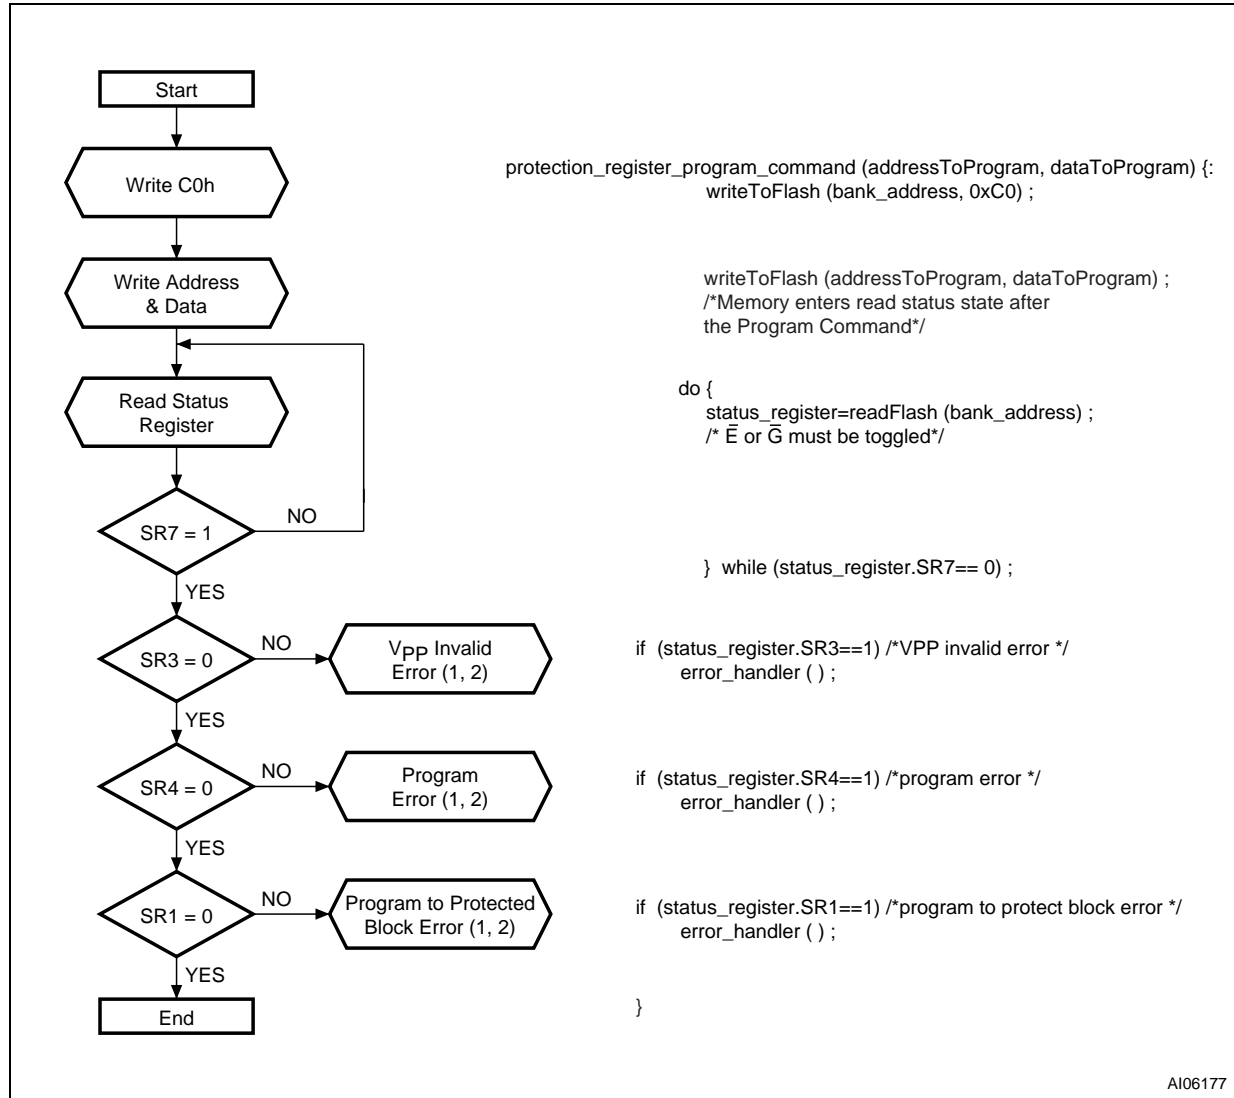 Start
Write C0h
protection_register_program_command (addressToProgram, dataToProgram) {:
writeToFlash (bank_address, 0xC0) ;
Write Address
& Data
writeToFlash (addressToProgram, dataToProgram) ;
/*Memory enters read status state after
the Program Command*/
Read Status
Register
do {
status_register=readFlash (bank_address) ;
/* E̅ or G̅ must be toggled*/
SR7 = 1
NO
YES
} while (status_register.SR7== 0) ;
SR3 = 0
NO
YES
VPP Invalid
Error (1, 2)
if (status_register.SR3==1) /*VPP invalid error */
error_handler ( ) ;
SR4 = 0
NO
YES
Program
Error (1, 2)
if (status_register.SR4==1) /*program error */
error_handler ( ) ;
SR1 = 0
NO
YES
Program to Protected
Block Error (1, 2)
if (status_register.SR1==1) /*program to protect block error */
error_handler ( ) ;
End
}
AI06177